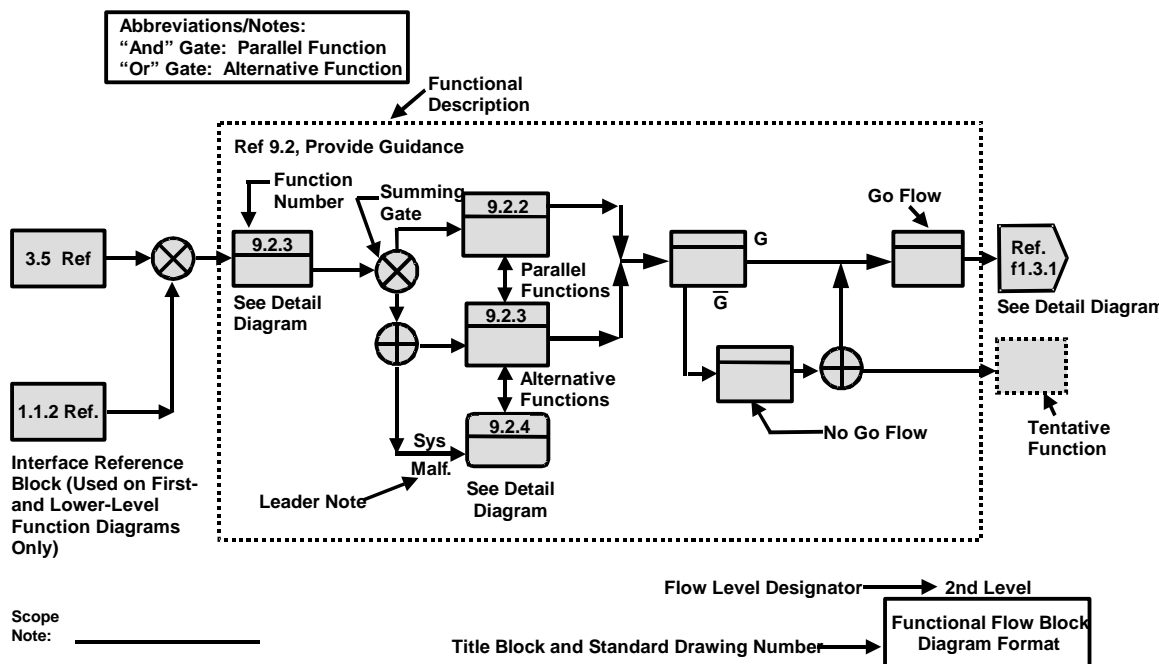 Abbreviations/Notes:
“And” Gate: Parallel Function
“Or” Gate: Alternative Function
Functional
Description
Ref 9.2, Provide Guidance
Function
Number
Summing
Gate
9.2.2
Go Flow
3.5 Ref
9.2.3
G
Ref.
f1.3.1
See Detail
Diagram
Parallel
Functions
G
See Detail Diagram
9.2.3
1.1.2 Ref.
Alternative
Functions
9.2.4
Sys
Malf.
No Go Flow
Tentative
Function
Interface Reference
Block (Used on First-
and Lower-Level
Function Diagrams
Only)
Leader Note
See Detail
Diagram
Flow Level Designator
2nd Level
Scope
Note:
Functional Flow Block
Diagram Format
Title Block and Standard Drawing Number